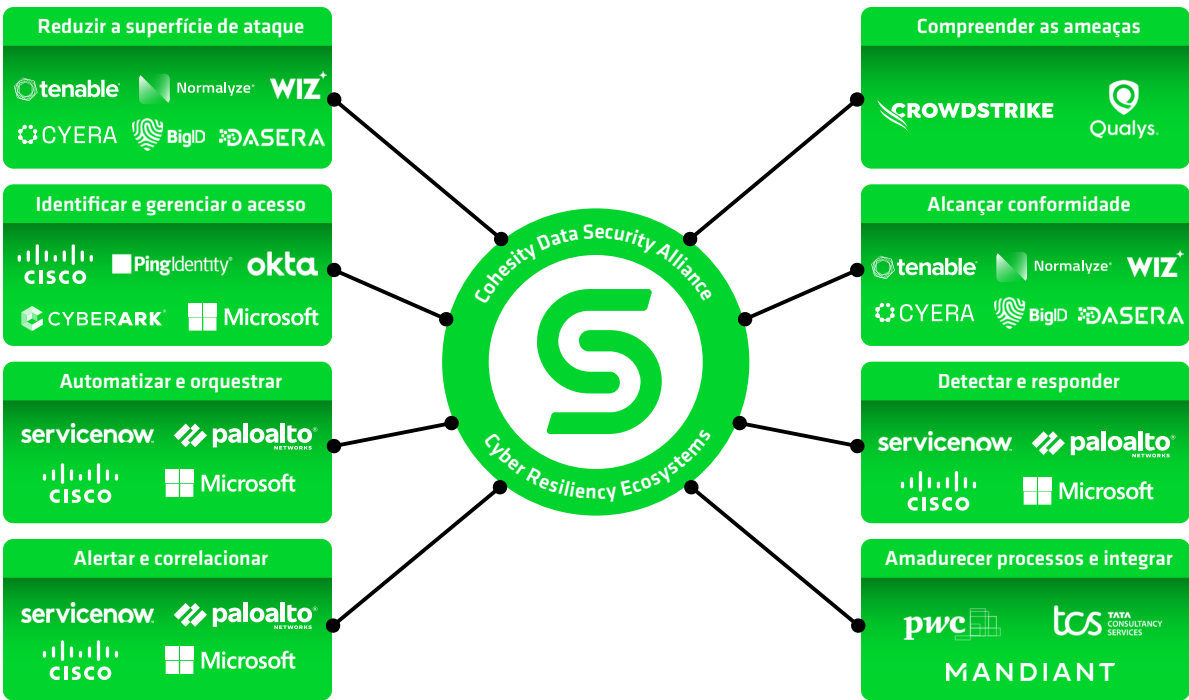 Reduzir a superfície de ataque
tenable Normalyze® WIZ
CYERA BigID DASERA
Identificar e gerenciar o acesso
CISCO PingIdentity® okta
CYBERARK® Microsoft
Automatizar e orquestrar
servicenow. paloalto®
NETWORKS
CISCO Microsoft
Alertar e correlacionar
servicenow. paloalto®
NETWORKS
CISCO Microsoft
Cohesity Data Security Alliance
Cyber Resiliency Ecosystems
Compreender as ameaças
CROWDSTRIKE Qualys.
Alcançar conformidade
tenable Normalyze® WIZ
CYERA BigID DASERA
Detectar e responder
servicenow. paloalto®
NETWORKS
CISCO Microsoft
Amadurecer processos e integrar
pwc tcs TATA
CONSULTANCY
SERVICES
MANDIANT